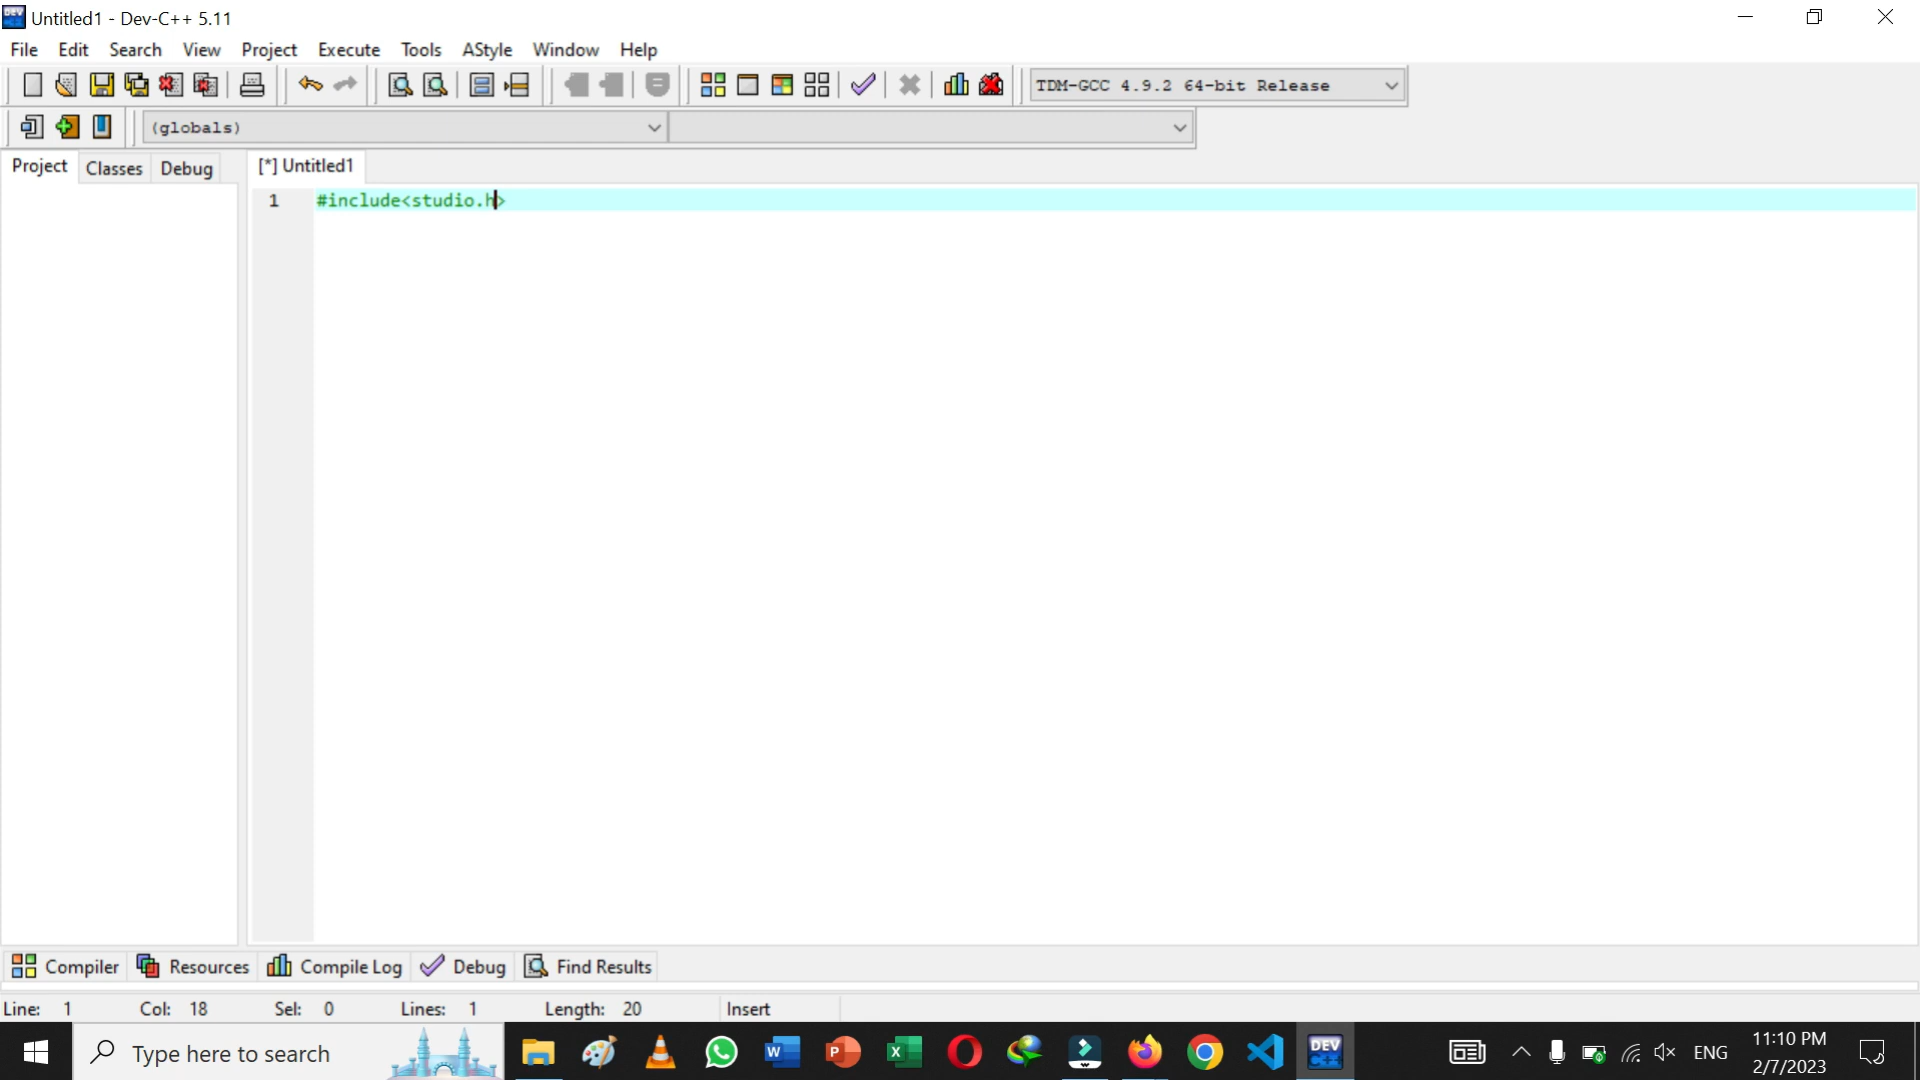 Untitled1 - Dev-C++ 5.11
File Edit Search View Project Execute Tools AStyle Window Help
TDM-GCC 4.9.2 64-bit Release
(globals)
Project Classes Debug [*] Untitled1
1 #include<studio.h>
Compiler Resources Compile Log Debug Find Results
Line: 1 Col: 18 Sel: 0 Lines: 1 Length: 20 Insert
Type here to search
DEV C++
ENG
11:10 PM
2/7/2023